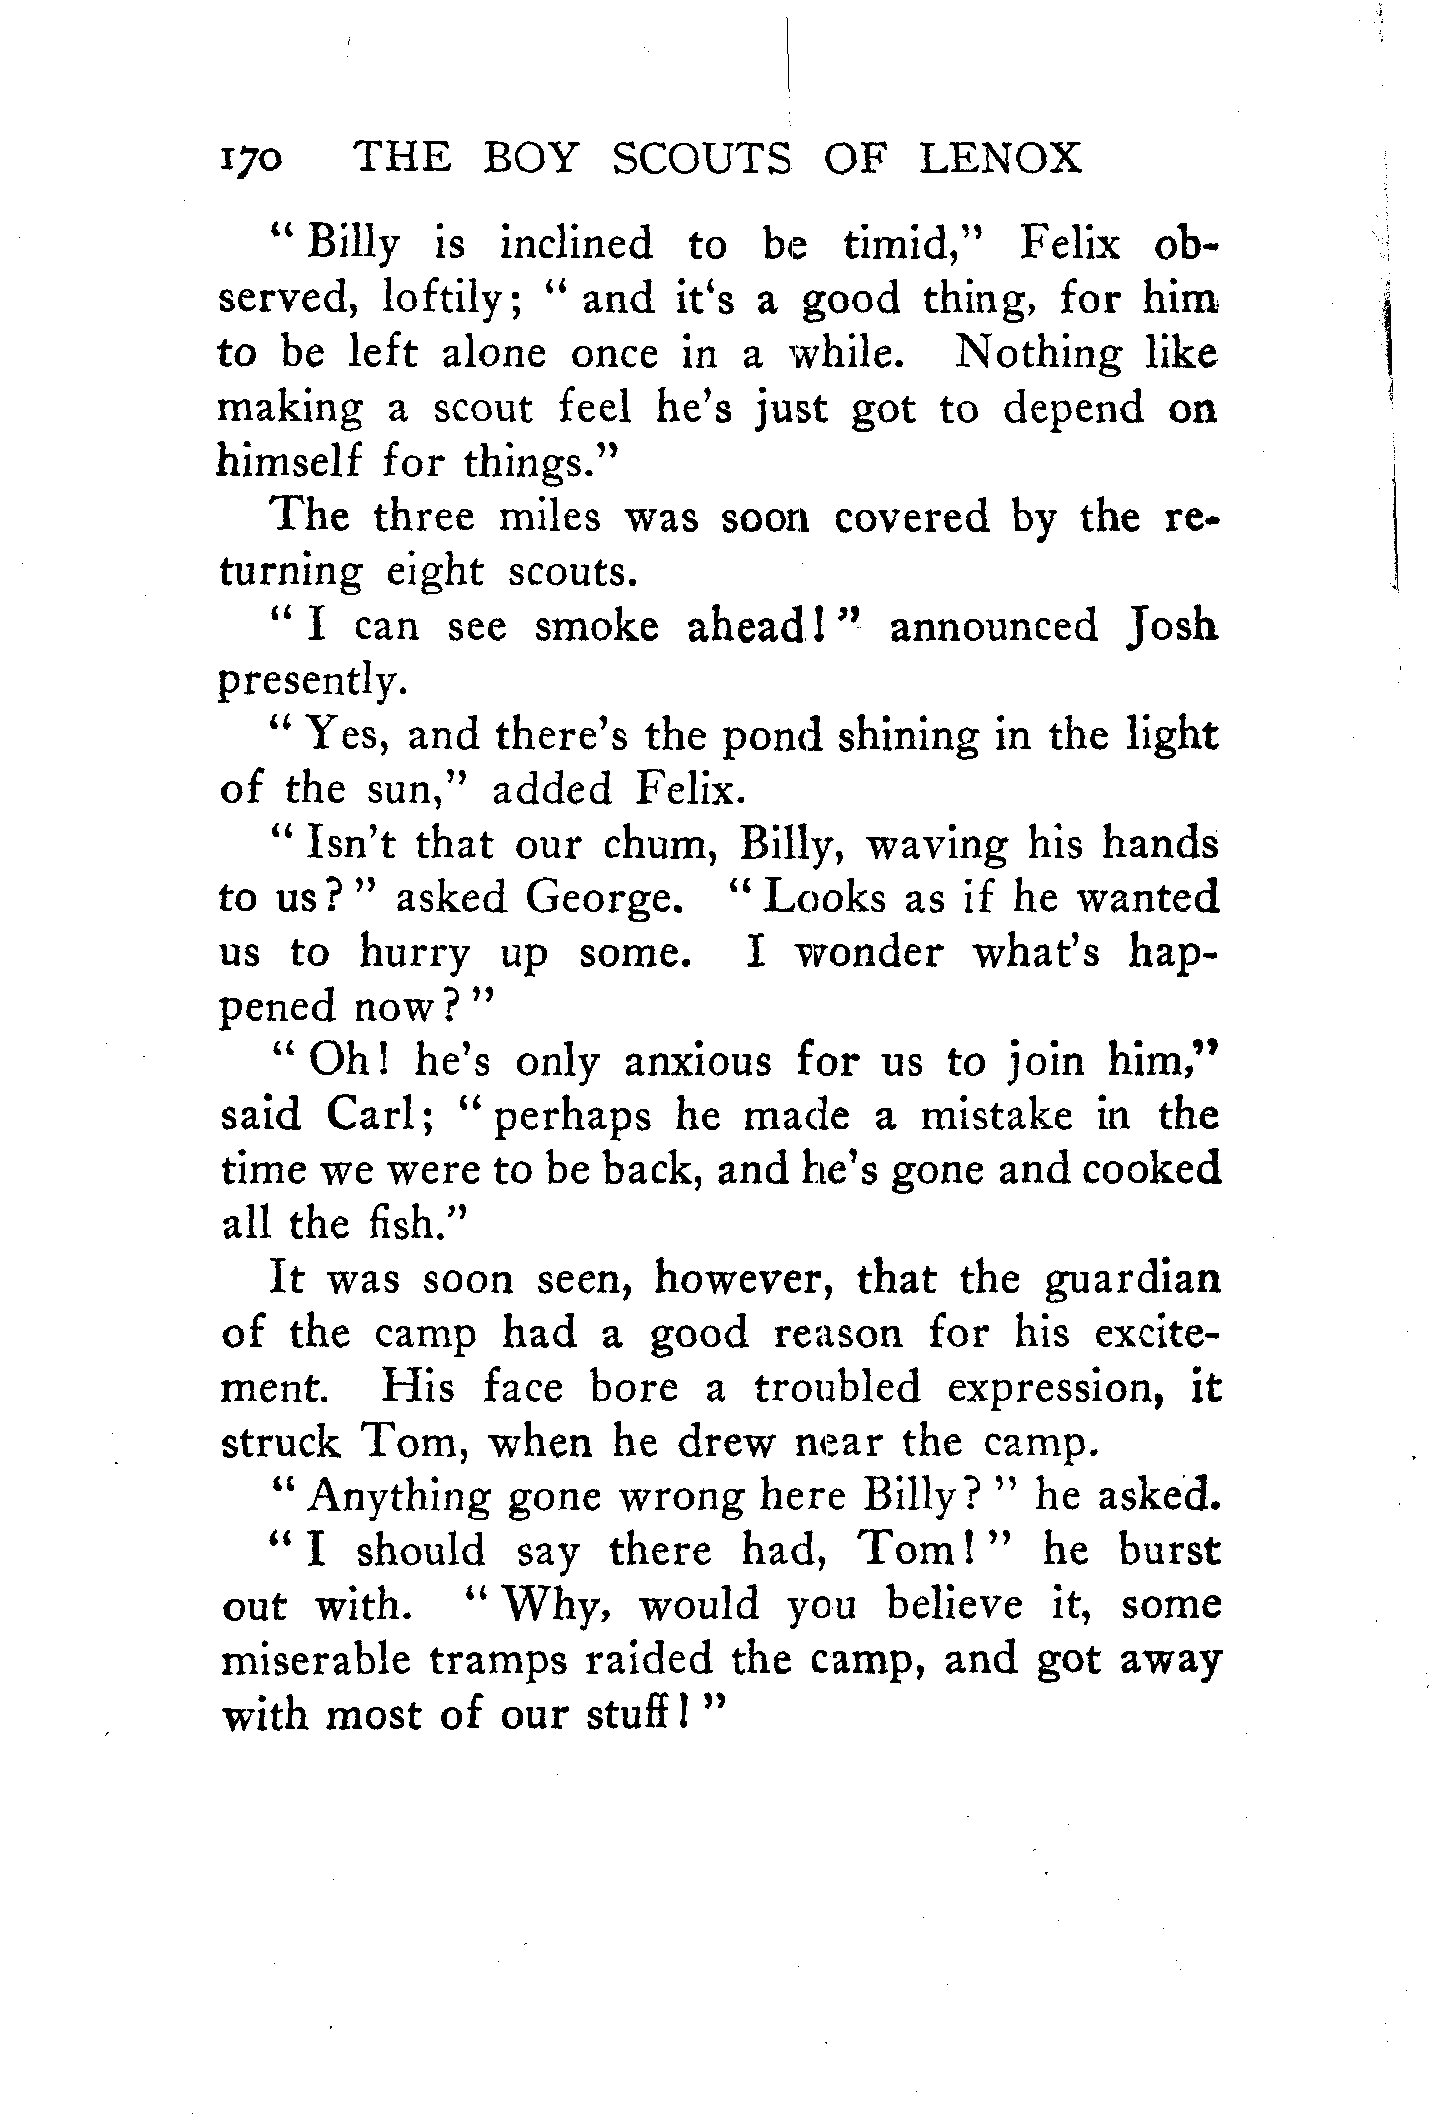 170 THE BOY SCOUTS OF LENOX
“ Billy is inclined to be timid,” Felix ob-
served, loftily; “ and it‘s a good thing, for him
to be left alone once in a while. Nothing like
making a scout feel he’s just got to depend on
himself for things.”
The three miles was soon covered by the re-
turning eight scouts.
“ I can see smoke ahead! ” announced Josh
presently.
“ Yes, and there’s the pond shining in the light
of the sun,” added Felix.
“ Isn’t that our chum, Billy, waving his hands
to us? ” asked George. “ Looks as if he wanted
us to hurry up some. I wonder what’s hap-
pened now? ”
“ Oh! he’s only anxious for us to join him,”
said Carl; “ perhaps he made a mistake in the
time we were to be back, and he’s gone and cooked
all the fish.”
It was soon seen, however, that the guardian
of the camp had a good reason for his excite-
ment. His face bore a troubled expression, it
struck Tom, when he drew near the camp.
“ Anything gone wrong here Billy? ” he asked.
“ I should say there had, Tom! ” he burst
out with. “ Why, would you believe it, some
miserable tramps raided the camp, and got away
with most of our stuff! ”